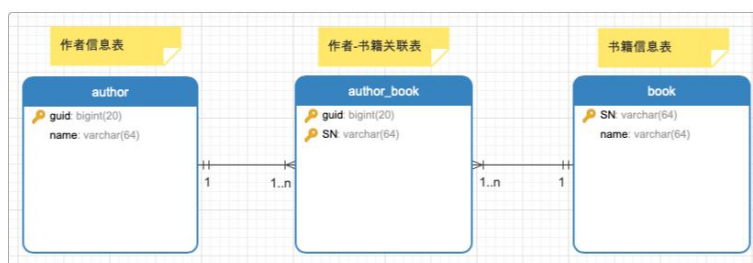 作者信息表
作者-书籍关联表
书籍信息表
author
guid: bigint(20)
name: varchar(64)
author_book
guid: bigint(20)
SN: varchar(64)
book
SN: varchar(64)
name: varchar(64)
1
1..n
1..n
1